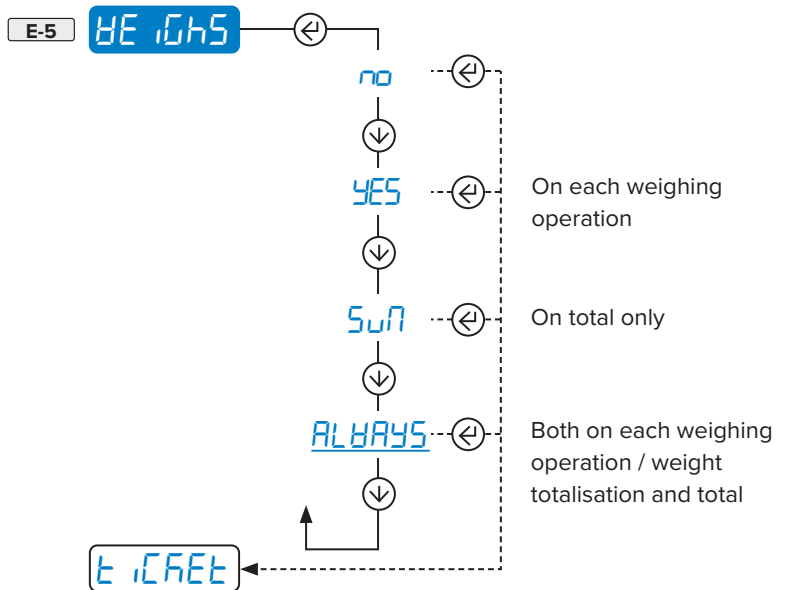 E-5 WEiGhS
no
YES
On each weighing
operation
SuM
On total only
ALWAYS
Both on each weighing
operation / weight
totalisation and total
tiCKEt